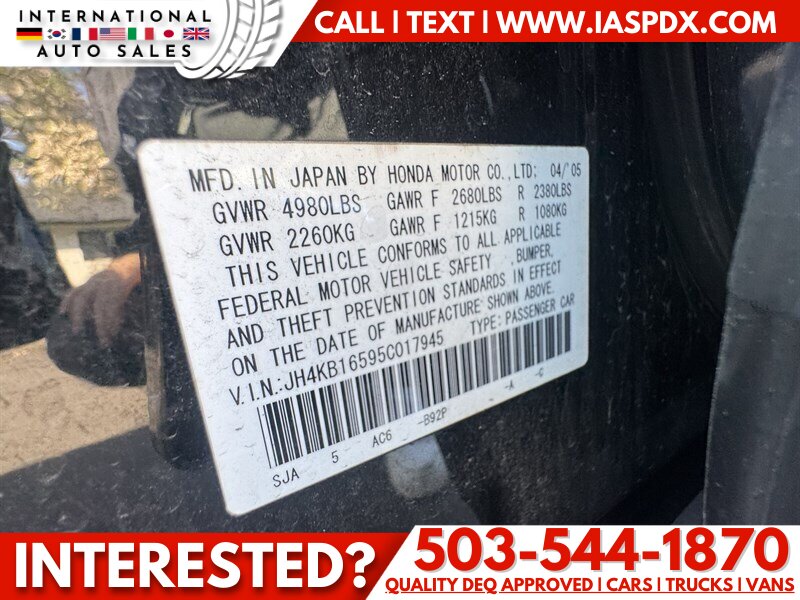 INTERNATIONAL
AUTO SALES
CALL | TEXT | WWW.IASPDX.COM
MFD. IN JAPAN BY HONDA MOTOR CO.,LTD: 04/'05
GVWR 4980LBS GAWR F 2680LBS R 2380LBS
GVWR 2260KG GAWR F 1215KG R 1080KG
THIS VEHICLE CONFORMS TO ALL APPLICABLE
FEDERAL MOTOR VEHICLE SAFETY ,BUMPER,
AND THEFT PREVENTION STANDARDS IN EFFECT
ON THE DATE OF MANUFACTURE SHOWN ABOVE.
V.I.N.:JH4KB16595C017945 TYPE:PASSENGER CAR
SJA 5 AC6 -B92P -A -C
INTERESTED?
503-544-1870
QUALITY DEQ APPROVED | CARS | TRUCKS | VANS